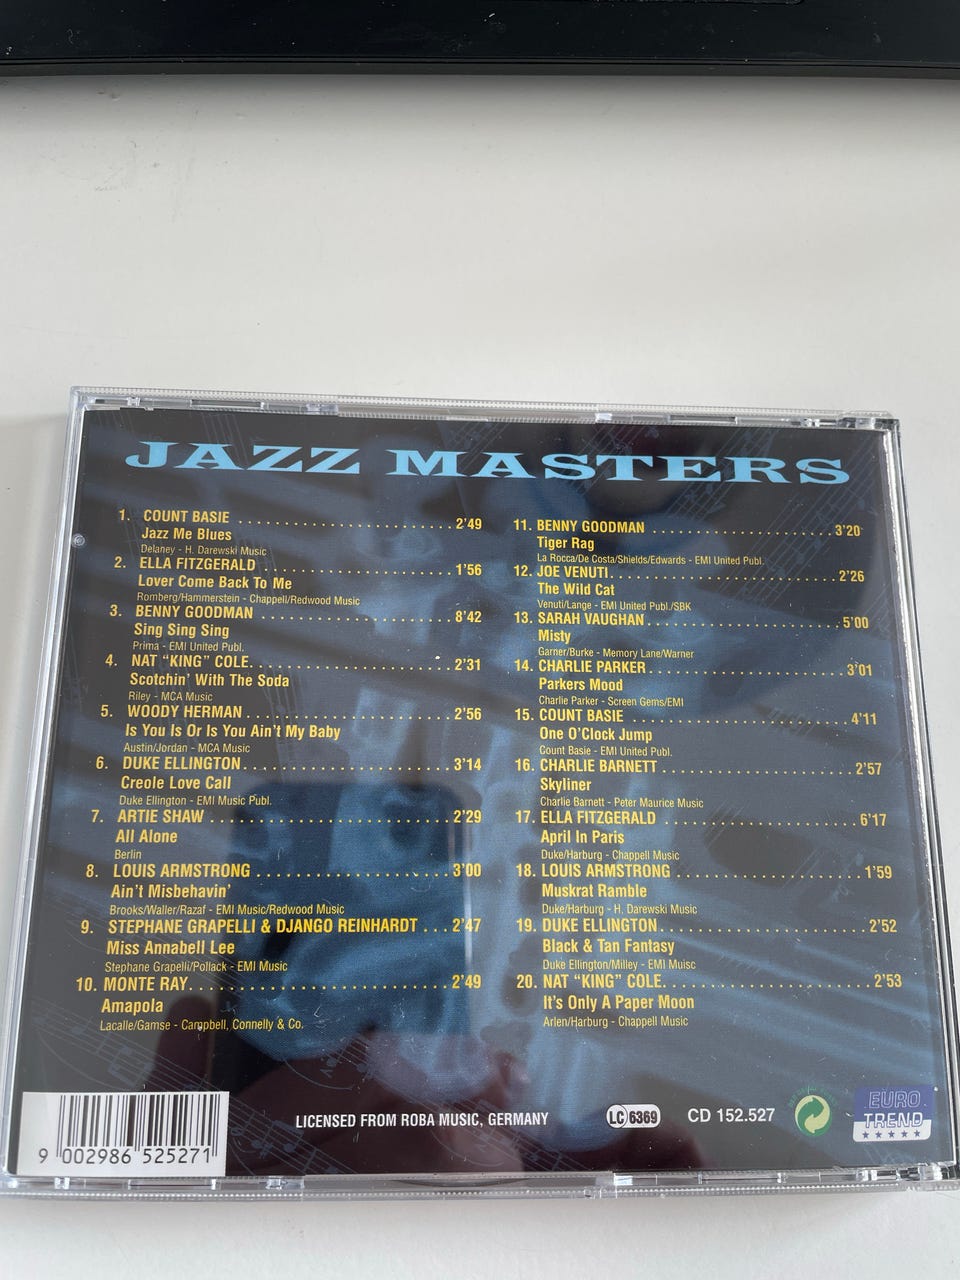 JAZZ MASTERS
1. COUNT BASIE 2'49
Jazz Me Blues
Delaney - H. Darewski Music
2. ELLA FITZGERALD 1'56
Lover Come Back To Me
Romberg/Hammerstein - Chappell/Redwood Music
3. BENNY GOODMAN 8'42
Sing Sing Sing
Prima - EMI United Publ.
4. NAT "KING" COLE 2'31
Scotchin' With The Soda
Riley - MCA Music
5. WOODY HERMAN 2'56
Is You Is Or Is You Ain't My Baby
Austin/Jordan - MCA Music
6. DUKE ELLINGTON 3'14
Creole Love Call
Duke Ellington - EMI Music Publ.
7. ARTIE SHAW 2'29
All Alone
Berlin
8. LOUIS ARMSTRONG 3'00
Ain't Misbehavin'
Brooks/Waller/Razaf - EMI Music/Redwood Music
9. STEPHANE GRAPELLI & DJANGO REINHARDT 2'47
Miss Annabell Lee
Stephane Grapelli/Pollack - EMI Music
10. MONTE RAY 2'49
Amapola
Lacalle/Gamse - Campbell, Connelly & Co.
11. BENNY GOODMAN 3'20
Tiger Rag
La Rocca/De Costa/Shields/Edwards - EMI United Publ.
12. JOE VENUTI 2'26
The Wild Cat
Venuti/Lange - EMI United Publ./SBK
13. SARAH VAUGHAN 5'00
Misty
Garner/Burke - Memory Lane/Warner
14. CHARLIE PARKER 3'01
Parkers Mood
Charlie Parker - Screen Gems/EMI
15. COUNT BASIE 4'11
One O'Clock Jump
Count Basie - EMI United Publ.
16. CHARLIE BARNETT 2'57
Skyliner
Charlie Barnett - Peter Maurice Music
17. ELLA FITZGERALD 6'17
April In Paris
Duke/Harburg - Chappell Music
18. LOUIS ARMSTRONG 1'59
Muskrat Ramble
Duke/Harburg - H. Darewski Music
19. DUKE ELLINGTON 2'52
Black & Tan Fantasy
Duke Ellington/Milley - EMI Muisc
20. NAT "KING" COLE 2'53
It's Only A Paper Moon
Arlen/Harburg - Chappell Music
9 002986 525271
LICENSED FROM ROBA MUSIC, GERMANY
LC 6369
CD 152.527
EURO
TREND